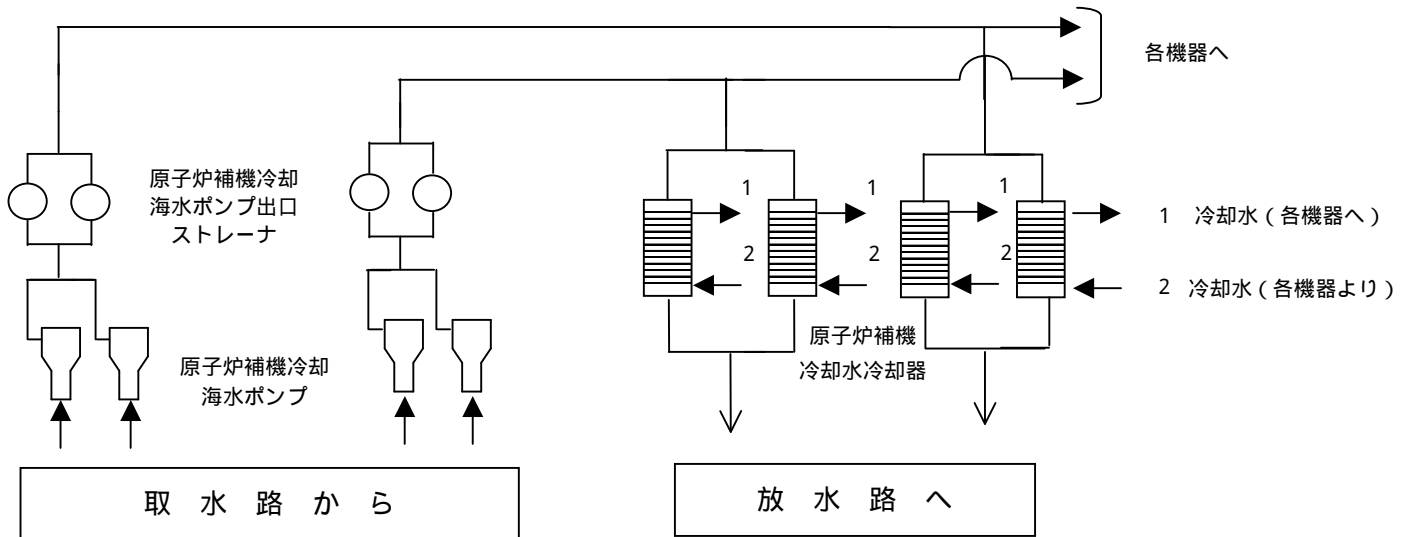 各機器へ
原子炉補機冷却
海水ポンプ出口
ストレーナ
1
1
1
1 冷却水（各機器へ）
2
2
2
2 冷却水（各機器より）
原子炉補機
冷却水冷却器
原子炉補機冷却
海水ポンプ
取水路から
放水路へ